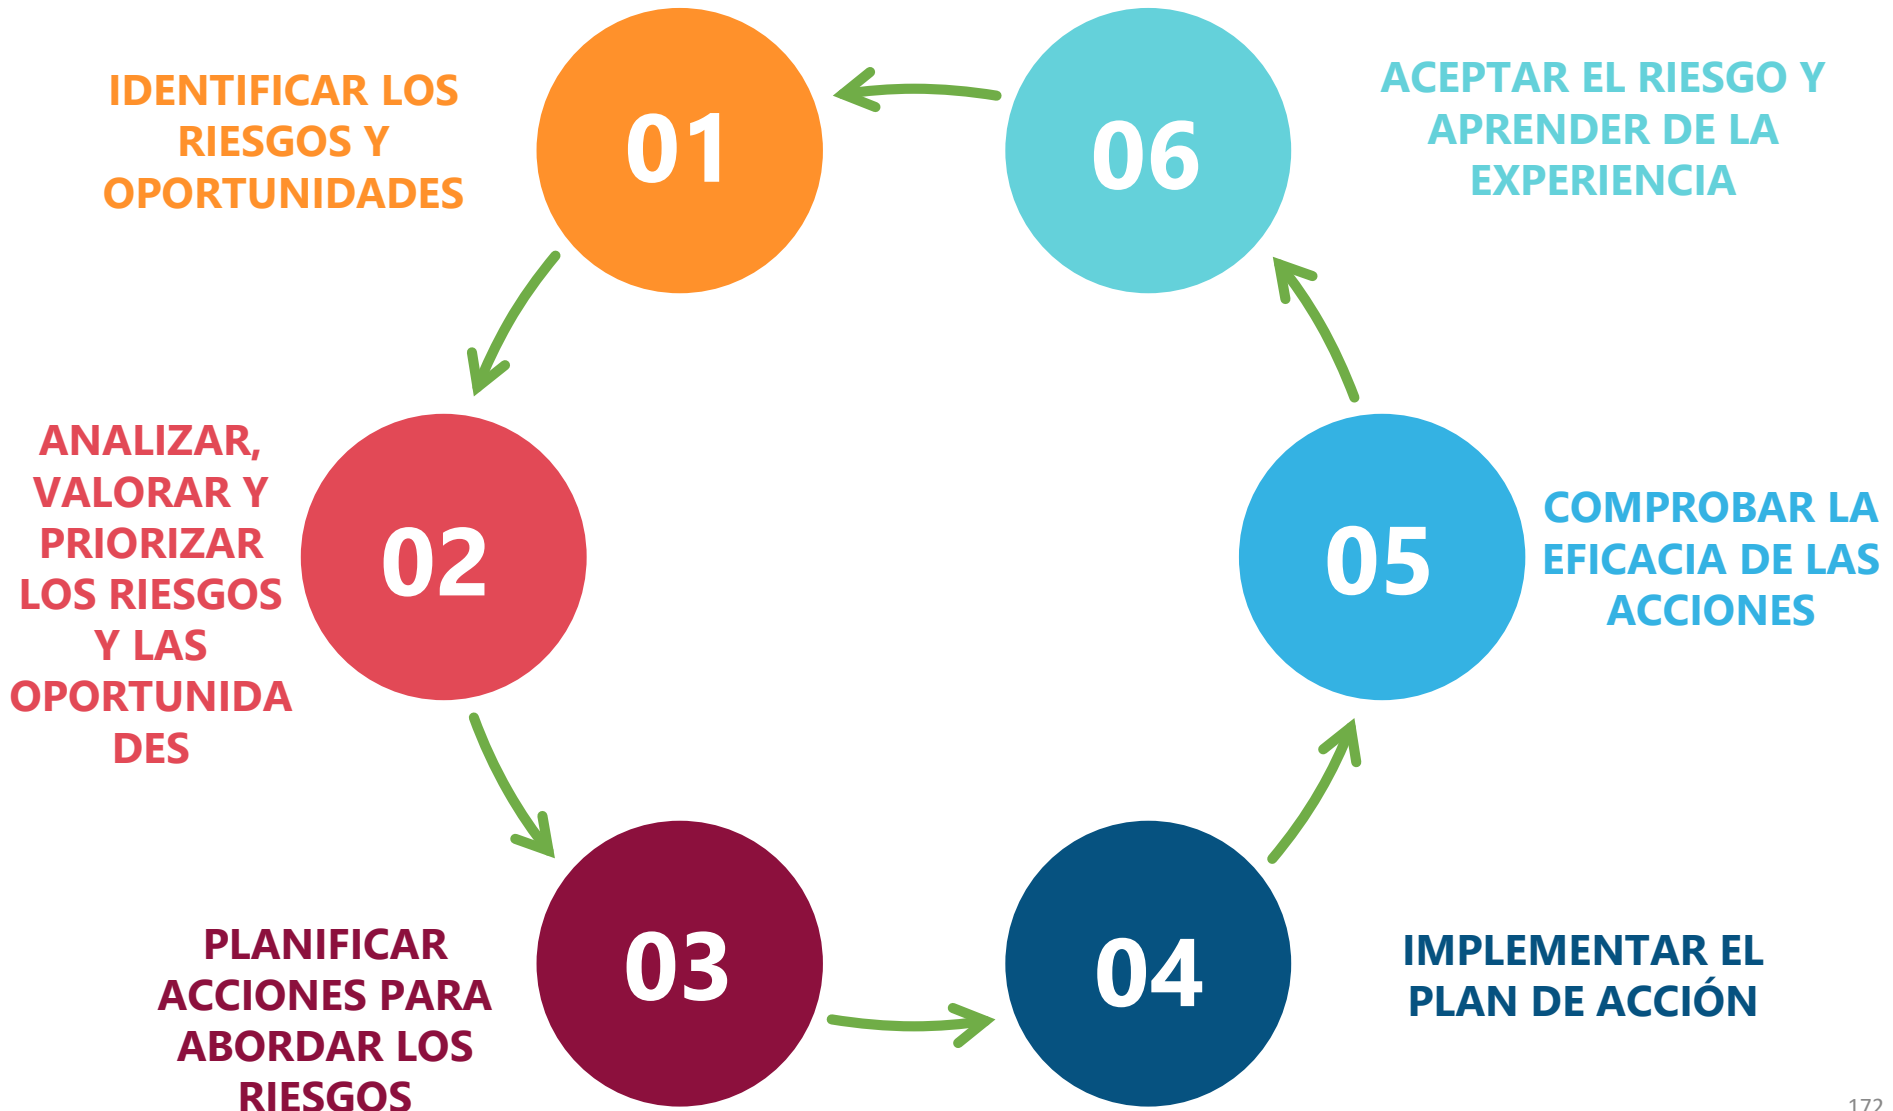 IDENTIFICAR LOS
RIESGOS Y
OPORTUNIDADES
01
06
ACEPTAR EL RIESGO Y
APRENDER DE LA
EXPERIENCIA
ANALIZAR,
VALORAR Y
PRIORIZAR
LOS RIESGOS
Y LAS
OPORTUNIDA
DES
02
05
COMPROBAR LA
EFICACIA DE LAS
ACCIONES
PLANIFICAR
ACCIONES PARA
ABORDAR LOS
RIESGOS
03
04
IMPLEMENTAR EL
PLAN DE ACCIÓN
172